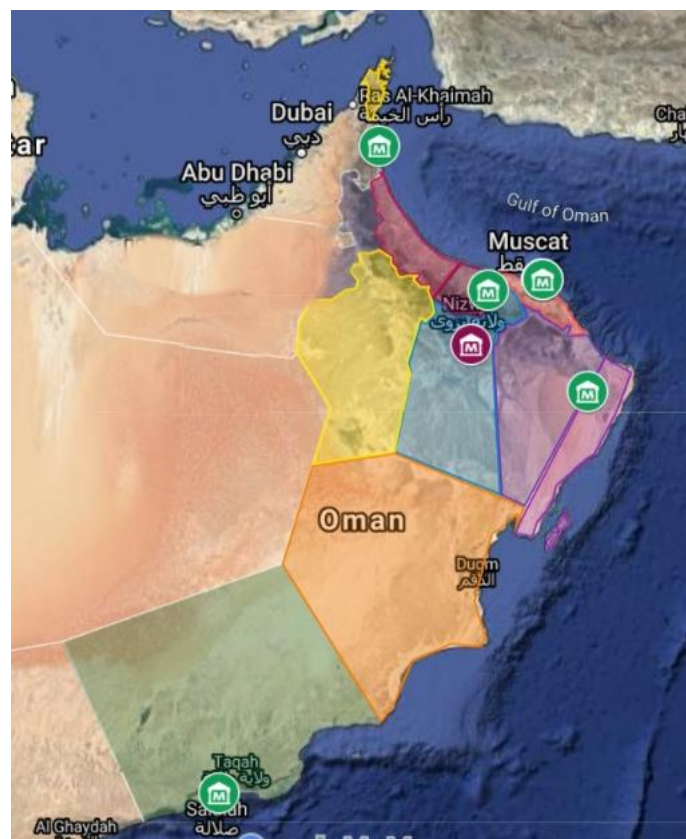 Ras Al-Khaimah
رأس الخيمة
Dubai
دبي
Abu Dhabi
أبو ظبي
Gulf of Oman
Muscat
M
M
M
M
M
Oman
Duqm
الدقم
Taqah
M
صلالة
Al Ghaydah